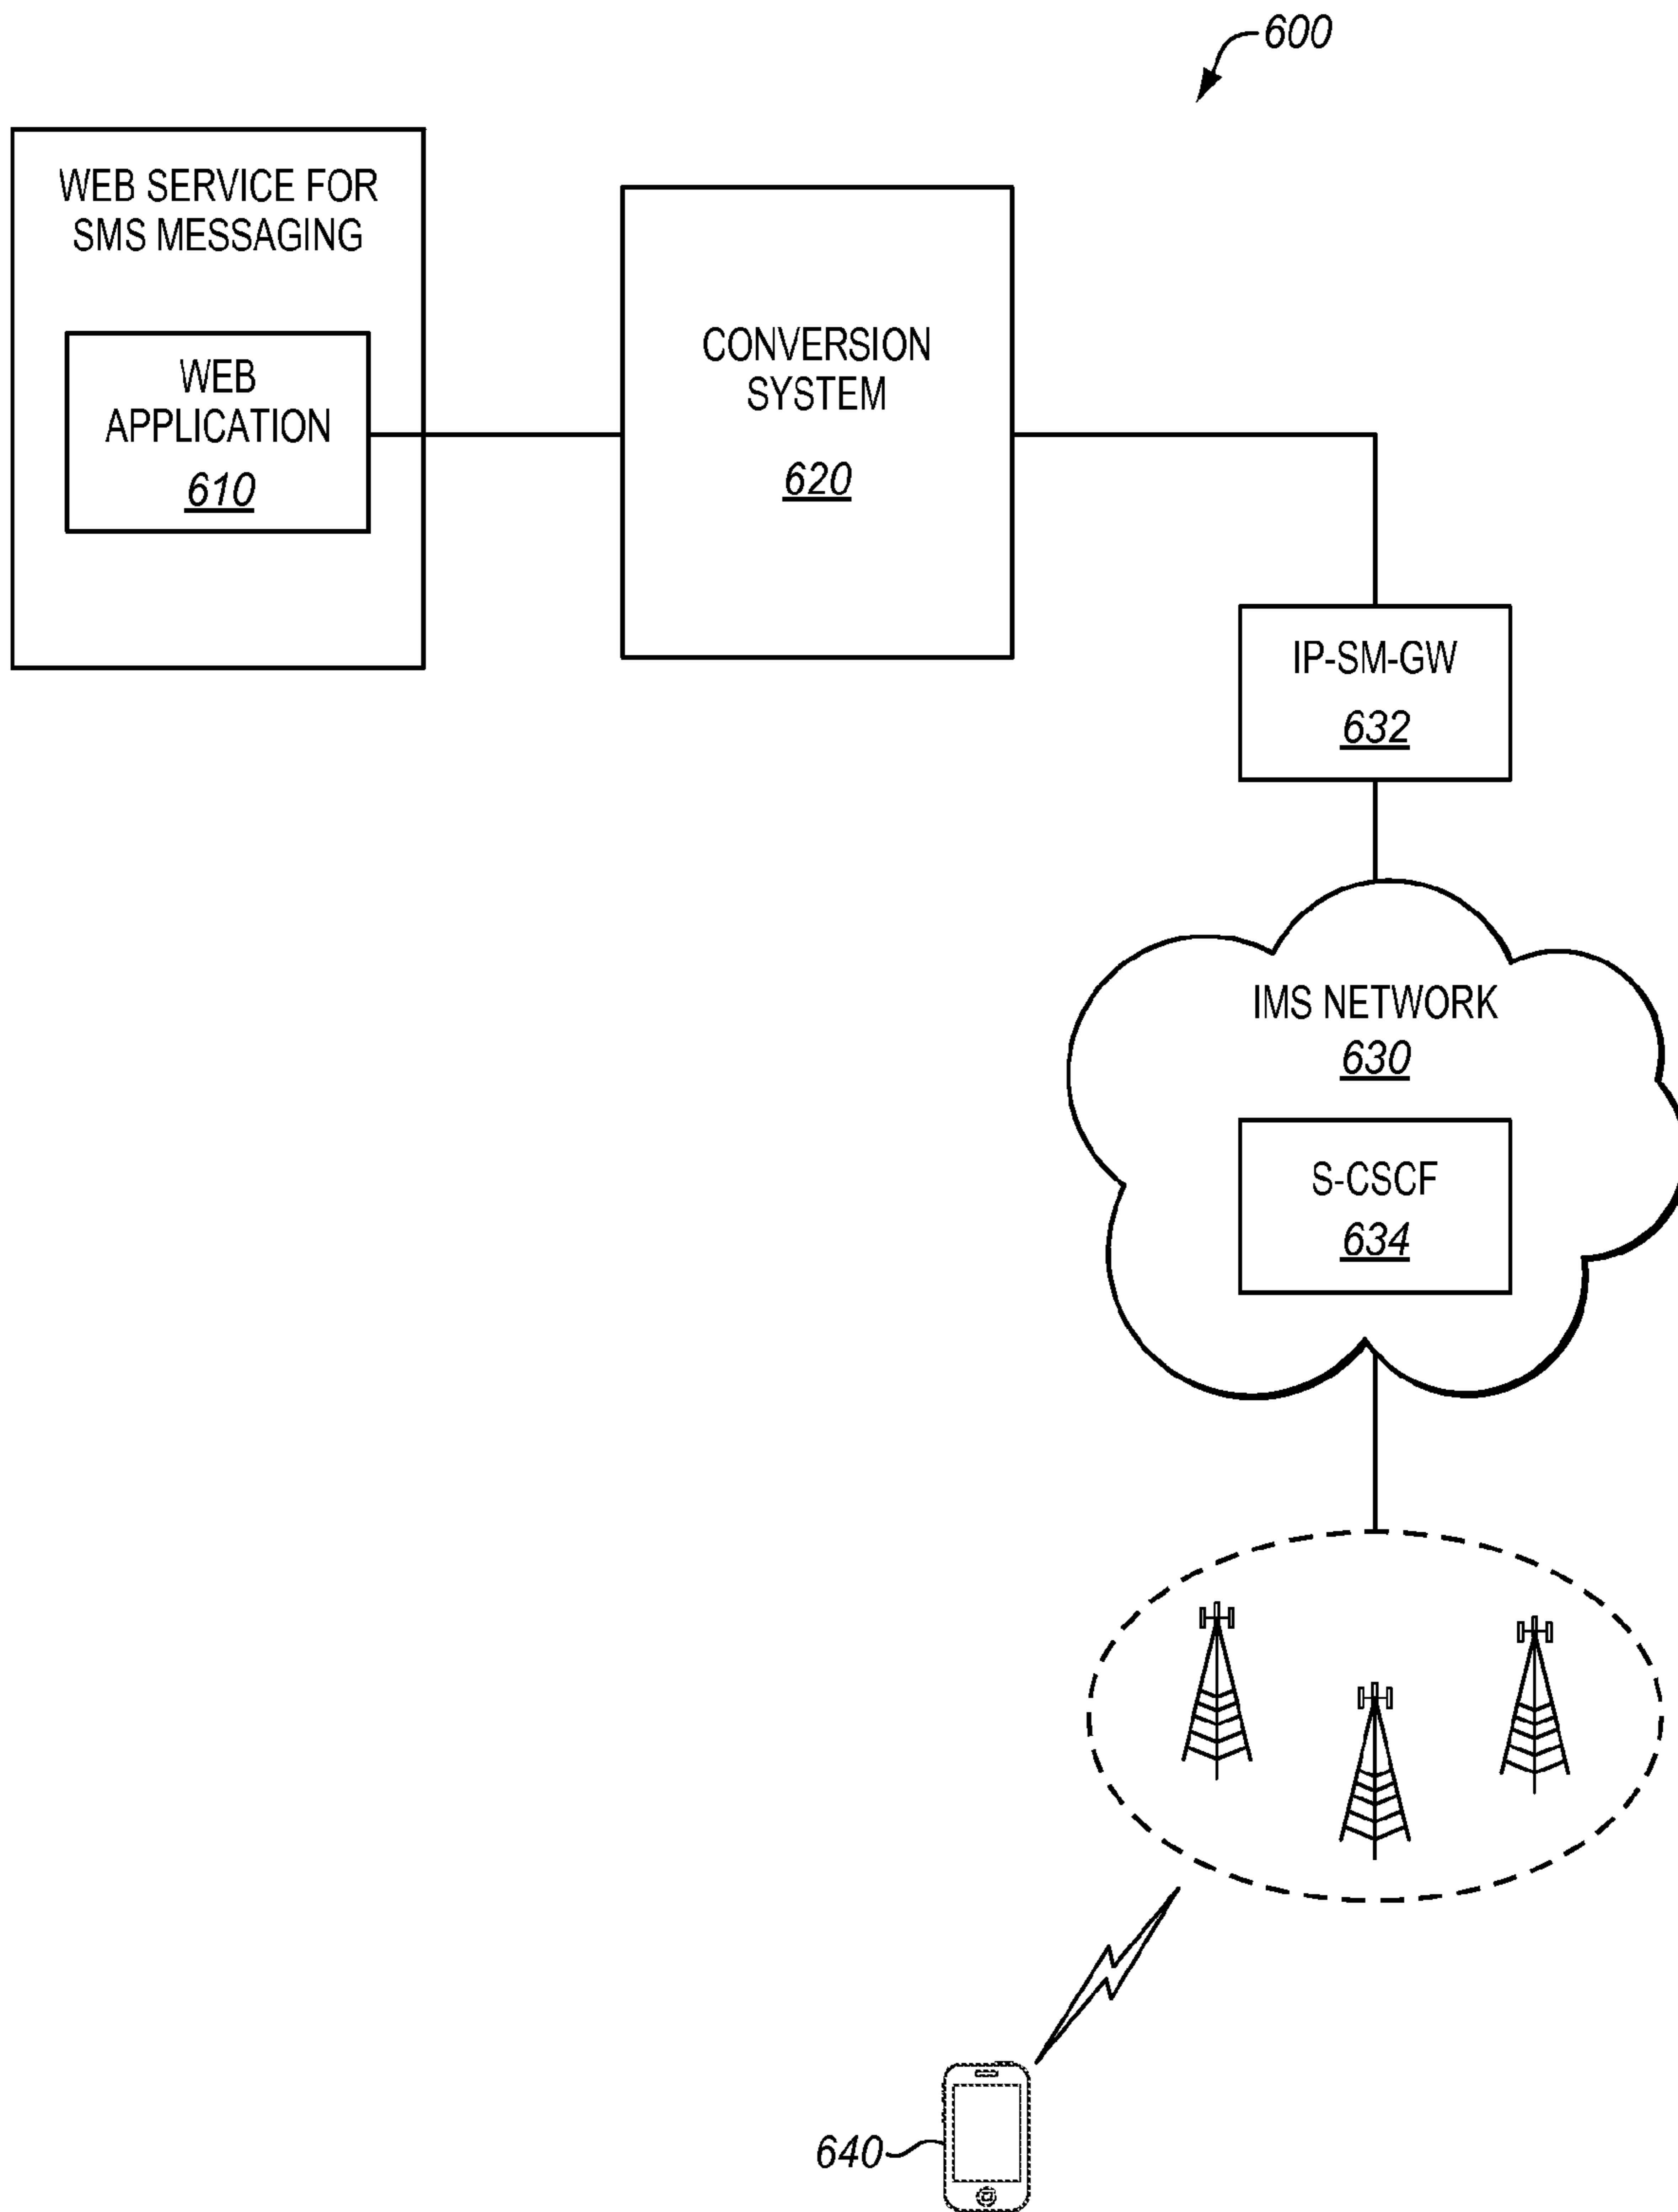 600
WEB SERVICE FOR
SMS MESSAGING
WEB
APPLICATION
610
CONVERSION
SYSTEM
620
IP-SM-GW
632
IMS NETWORK
630
S-CSCF
634
640